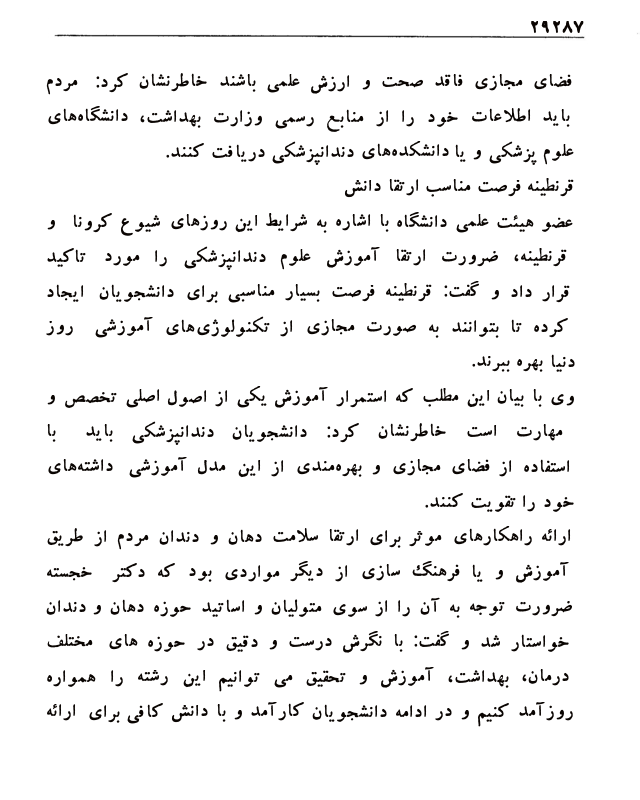 ۲۹۲۸۷
فضای مجازی فاقد صحت و ارزش علمی باشند خاطرنشان کرد: مردم
باید اطلاعات خود را از منابع رسمی وزارت بهداشت، دانشگاه‌های
علوم پزشکی و یا دانشکده‌های دندانپزشکی دریافت کنند.
قرنطینه فرصت مناسب ارتقا دانش
عضو هیئت علمی دانشگاه با اشاره به شرایط این روزهای شیوع کرونا و
قرنطینه، ضرورت ارتقا آموزش علوم دندانپزشکی را مورد تاکید
قرار داد و گفت: قرنطینه فرصت بسیار مناسبی برای دانشجویان ایجاد
کرده تا بتوانند به صورت مجازی از تکنولوژی‌های آموزشی روز
دنیا بهره ببرند.
وی با بیان این مطلب که استمرار آموزش یکی از اصول اصلی تخصص و
مهارت است خاطرنشان کرد: دانشجویان دندانپزشکی باید با
استفاده از فضای مجازی و بهره‌مندی از این مدل آموزشی داشته‌های
خود را تقویت کنند.
ارائه راهکارهای موثر برای ارتقا سلامت دهان و دندان مردم از طریق
آموزش و یا فرهنگ سازی از دیگر مواردی بود که دکتر خجسته
ضرورت توجه به آن را از سوی متولیان و اساتید حوزه دهان و دندان
خواستار شد و گفت: با نگرش درست و دقیق در حوزه های مختلف
درمان، بهداشت، آموزش و تحقیق می توانیم این رشته را همواره
روزآمد کنیم و در ادامه دانشجویان کارآمد و با دانش کافی برای ارائه